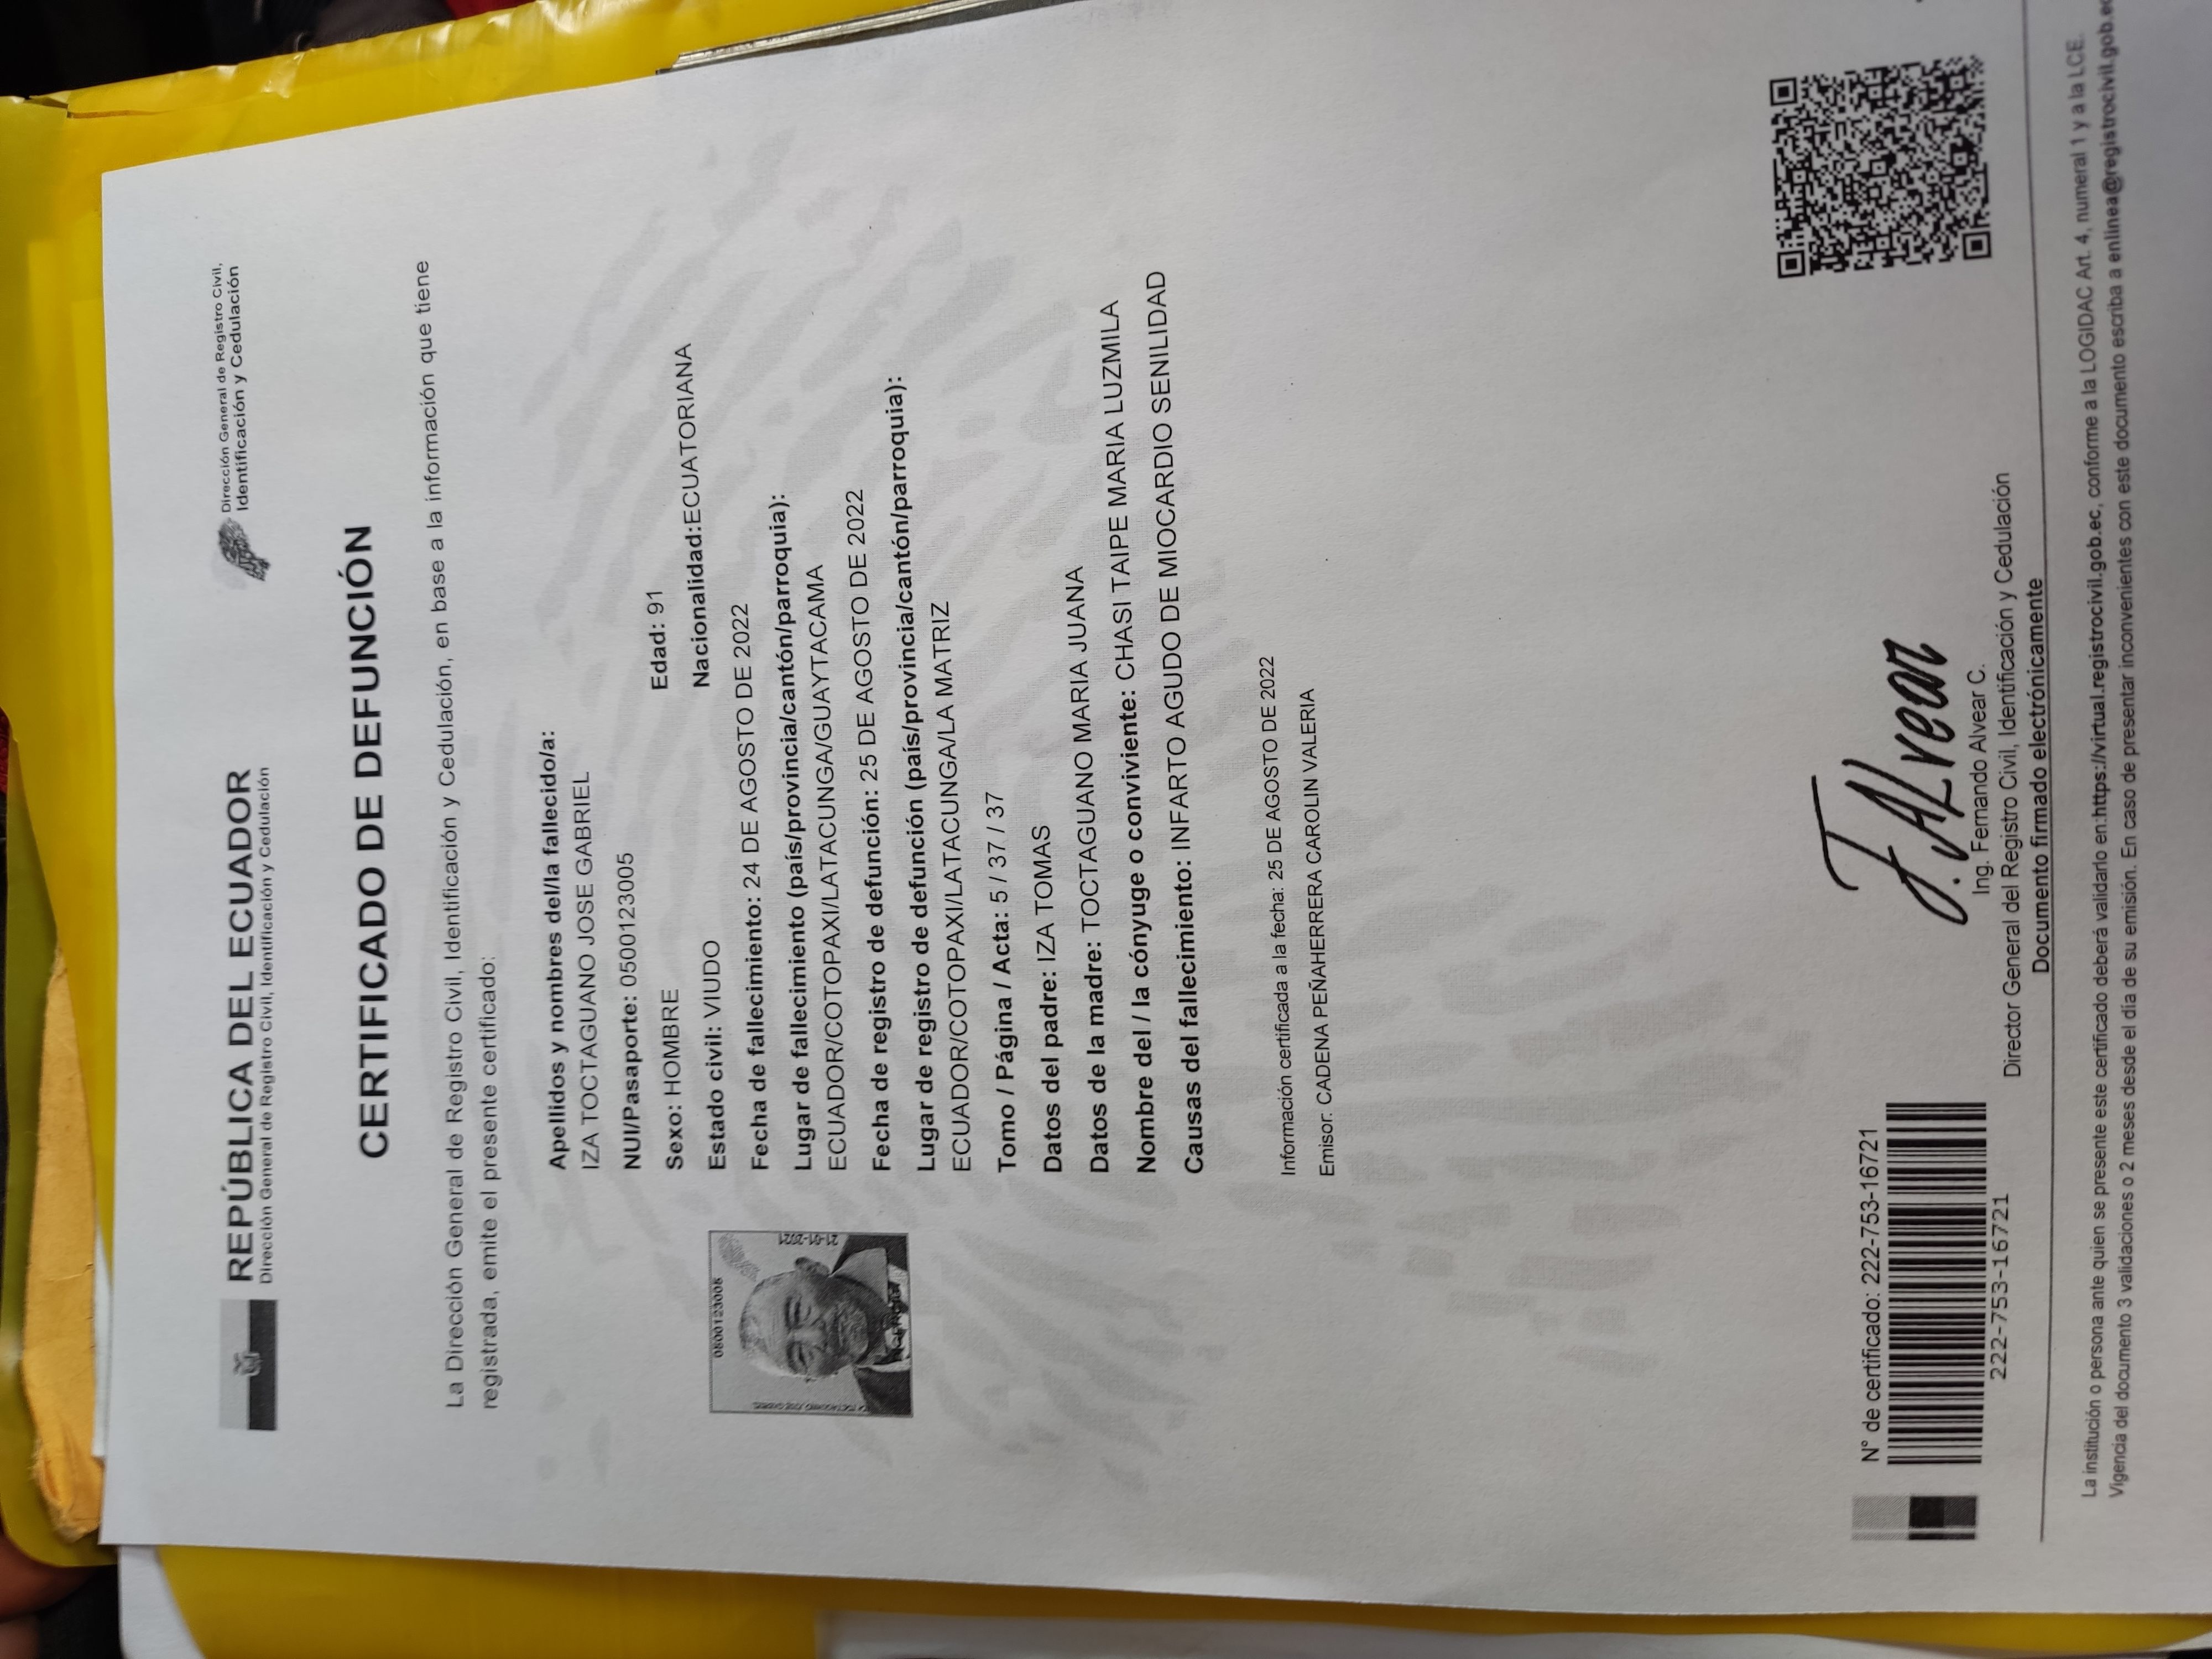 REPÚBLICA DEL ECUADOR
Dirección General de Registro Civil, Identificación y Cedulación
Dirección General de Registro Civil,
Identificación y Cedulación
CERTIFICADO DE DEFUNCIÓN
La Dirección General de Registro Civil, Identificación y Cedulación, en base a la información que tiene
registrada, emite el presente certificado:
Apellidos y nombres del/la fallecido/a:
IZA TOCTAGUANO JOSE GABRIEL
NUI/Pasaporte: 0500123005
Sexo: HOMBRE
Edad: 91
Estado civil: VIUDO
Nacionalidad:ECUATORIANA
0500123005
21-01-2021
Fecha de fallecimiento: 24 DE AGOSTO DE 2022
Lugar de fallecimiento (país/provincia/cantón/parroquia):
ECUADOR/COTOPAXI/LATACUNGA/GUAYTACAMA
Fecha de registro de defunción: 25 DE AGOSTO DE 2022
Lugar de registro de defunción (país/provincia/cantón/parroquia):
ECUADOR/COTOPAXI/LATACUNGA/LA MATRIZ
Tomo / Página / Acta: 5 / 37 / 37
Datos del padre: IZA TOMAS
Datos de la madre: TOCTAGUANO MARIA JUANA
Nombre del / la cónyuge o conviviente: CHASI TAIPE MARIA LUZMILA
Causas del fallecimiento: INFARTO AGUDO DE MIOCARDIO SENILIDAD
Información certificada a la fecha: 25 DE AGOSTO DE 2022
Emisor: CADENA PEÑAHERRERA CAROLIN VALERIA
N° de certificado: 222-753-16721
222-753-16721
F. Alvear
Ing. Fernando Alvear C.
Director General del Registro Civil, Identificación y Cedulación
Documento firmado electrónicamente
La institución o persona ante quien se presente este certificado deberá validarlo en:https://virtual.registrocivil.gob.ec, conforme a la LOGIDAC Art. 4, numeral 1 y a la LCE.
Vigencia del documento 3 validaciones o 2 meses desde el día de su emisión. En caso de presentar inconvenientes con este documento escriba a enlinea@registrocivil.gob.ec